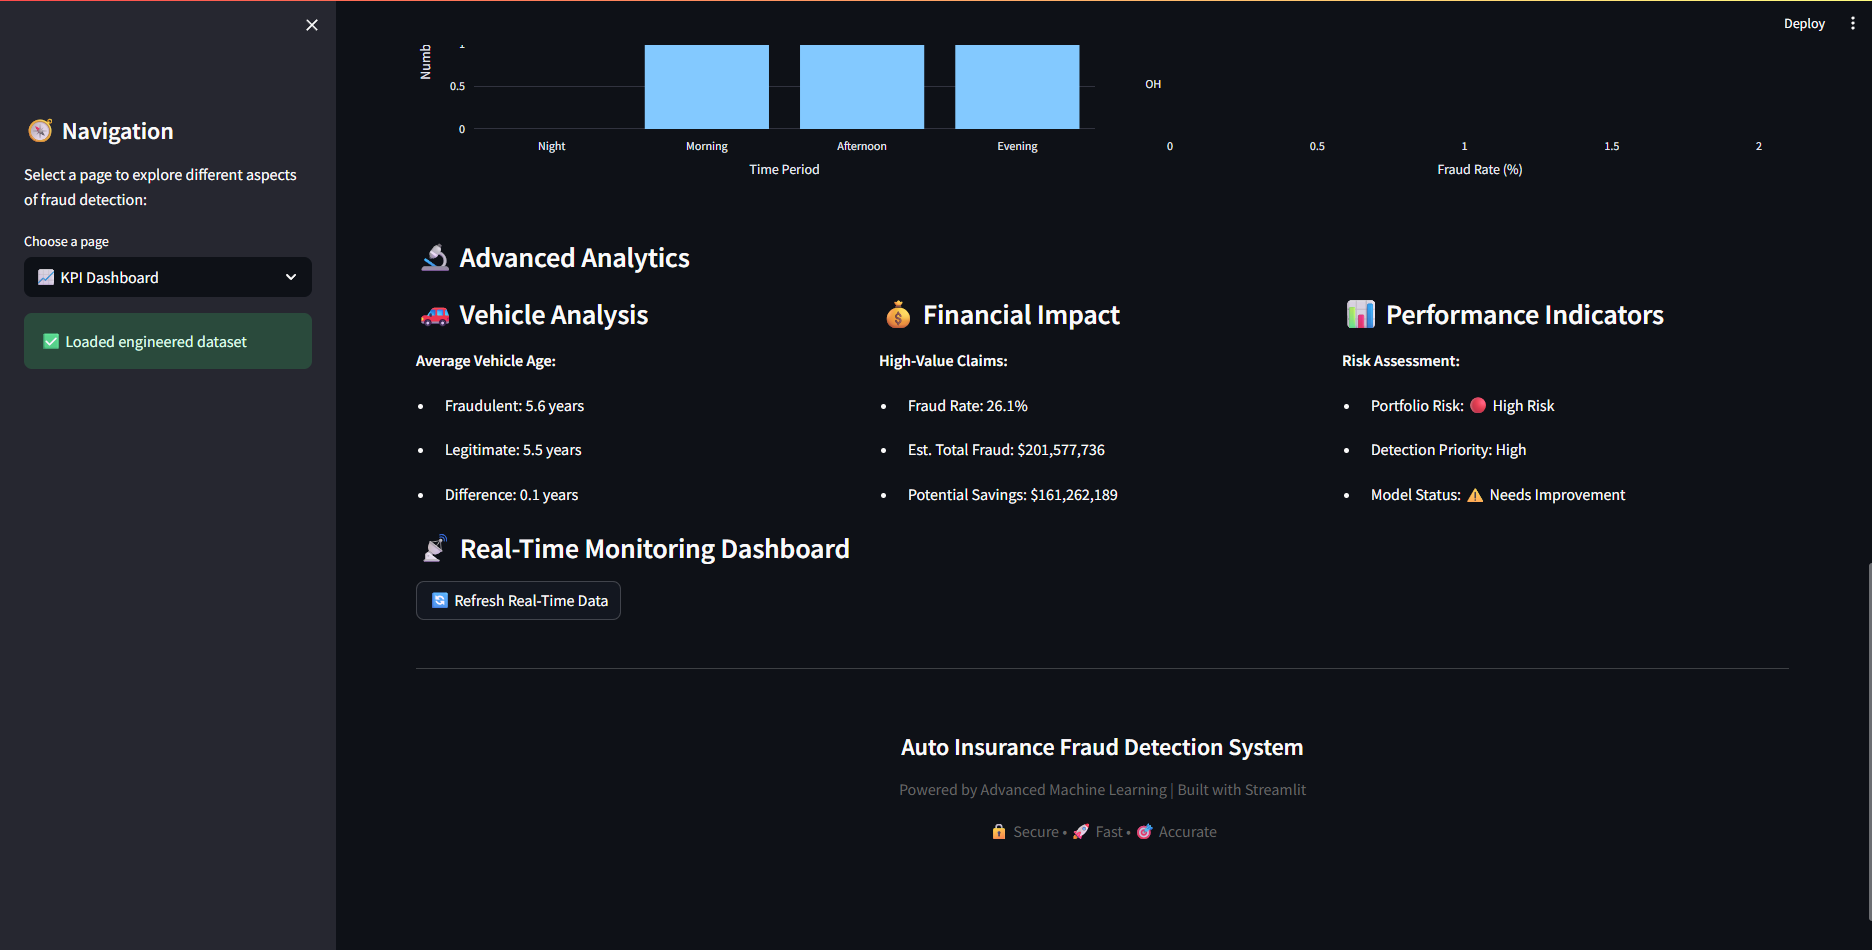 Deploy
Navigation
Select a page to explore different aspects
of fraud detection:
Choose a page
KPI Dashboard
Loaded engineered dataset
Numb
1
0.5
0
Night Morning Afternoon Evening
Time Period
OH
0 0.5 1 1.5 2
Fraud Rate (%)
Advanced Analytics
Vehicle Analysis
Average Vehicle Age:
• Fraudulent: 5.6 years
• Legitimate: 5.5 years
• Difference: 0.1 years
Financial Impact
High-Value Claims:
• Fraud Rate: 26.1%
• Est. Total Fraud: $201,577,736
• Potential Savings: $161,262,189
Performance Indicators
Risk Assessment:
• Portfolio Risk: 🔴 High Risk
• Detection Priority: High
• Model Status: ⚠️ Needs Improvement
Real-Time Monitoring Dashboard
Refresh Real-Time Data
Auto Insurance Fraud Detection System
Powered by Advanced Machine Learning | Built with Streamlit
🔒 Secure • 🚀 Fast • 🎯 Accurate